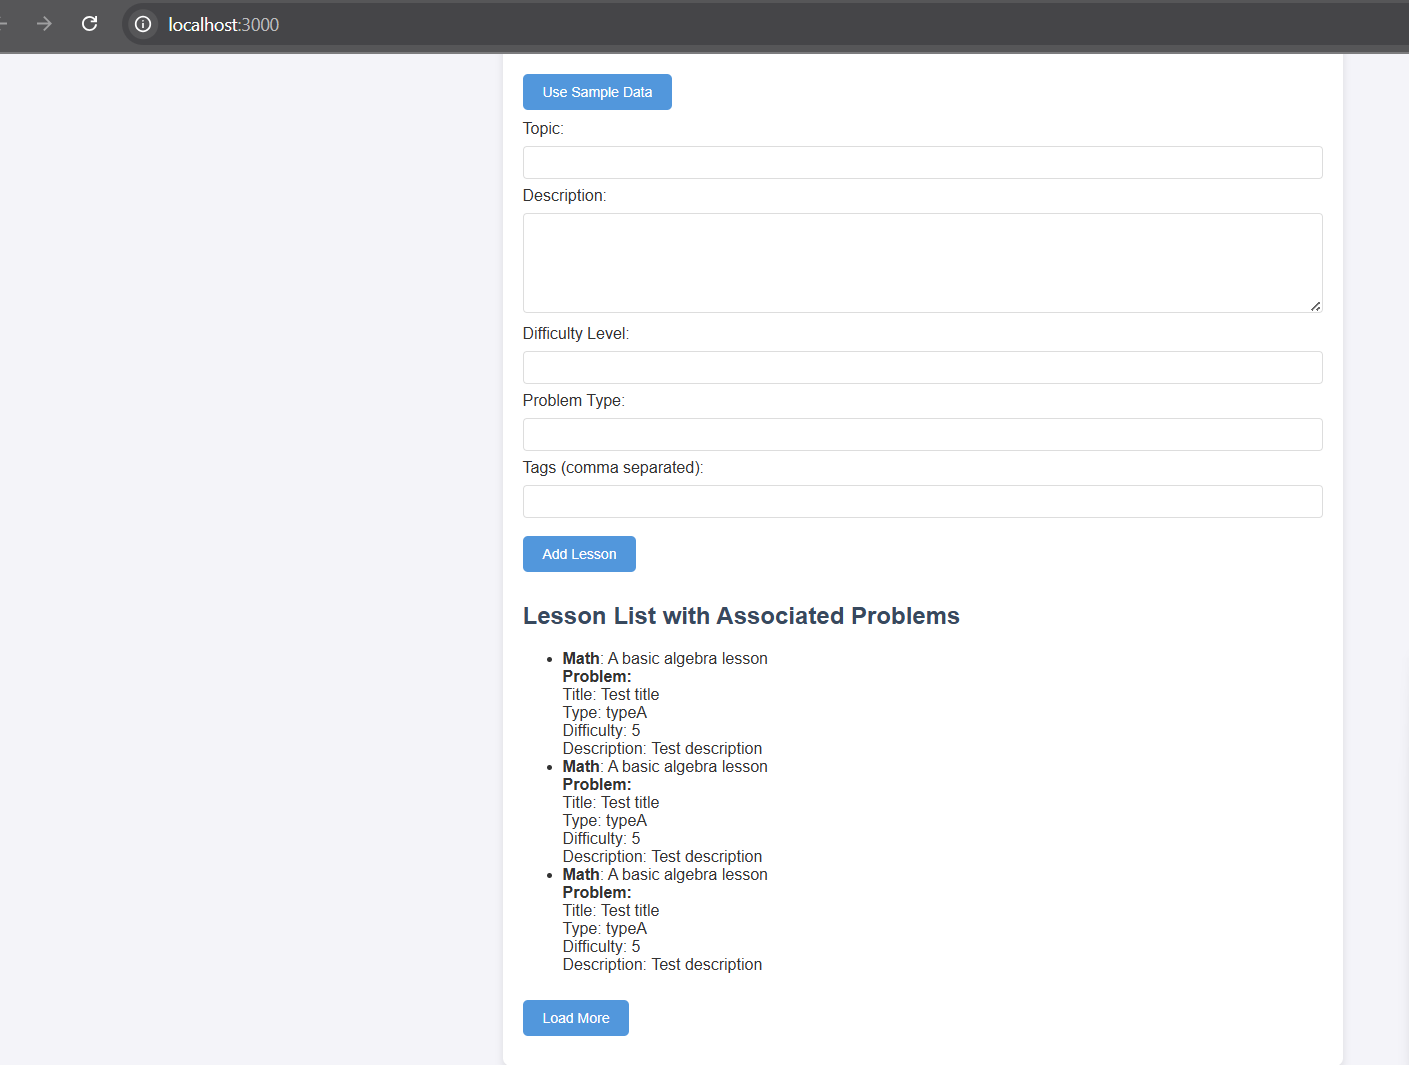 localhost:3000
Use Sample Data
Topic:
Description:
Difficulty Level:
Problem Type:
Tags (comma separated):
Add Lesson
Lesson List with Associated Problems
Math: A basic algebra lesson
Problem:
Title: Test title
Type: typeA
Difficulty: 5
Description: Test description
Math: A basic algebra lesson
Problem:
Title: Test title
Type: typeA
Difficulty: 5
Description: Test description
Math: A basic algebra lesson
Problem:
Title: Test title
Type: typeA
Difficulty: 5
Description: Test description
Load More